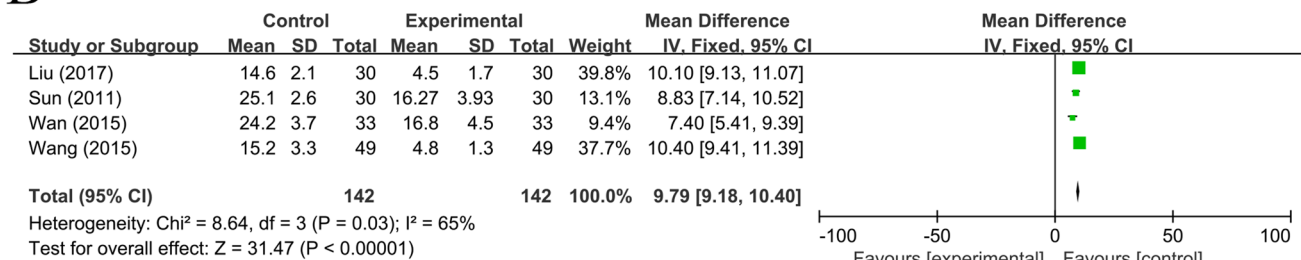 D
Control Experimental Mean Difference Mean Difference
Study or Subgroup Mean SD Total Mean SD Total Weight IV, Fixed, 95% CI IV, Fixed, 95% CI
Liu (2017) 14.6 2.1 30 4.5 1.7 30 39.8% 10.10 [9.13, 11.07]
Sun (2011) 25.1 2.6 30 16.27 3.93 30 13.1% 8.83 [7.14, 10.52]
Wan (2015) 24.2 3.7 33 16.8 4.5 33 9.4% 7.40 [5.41, 9.39]
Wang (2015) 15.2 3.3 49 4.8 1.3 49 37.7% 10.40 [9.41, 11.39]
Total (95% CI) 142 142 100.0% 9.79 [9.18, 10.40]
Heterogeneity: Chi² = 8.64, df = 3 (P = 0.03); I² = 65%
Test for overall effect: Z = 31.47 (P < 0.00001)
-100 -50 0 50 100
Favours [experimental] Favours [control]